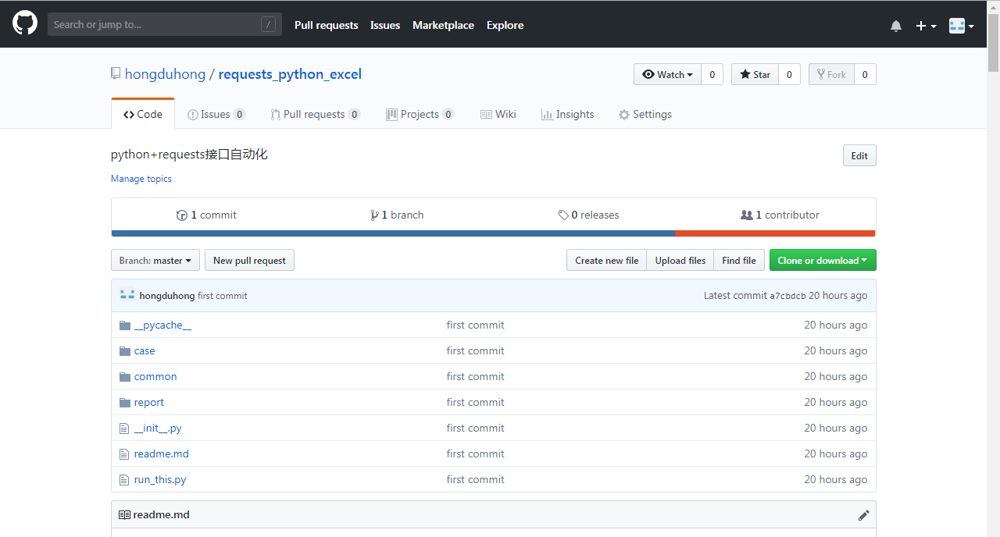 Search or jump to... /
Pull requests Issues Marketplace Explore
hongduhong / requests_python_excel
Watch 0 Star 0 Fork 0
Code Issues 0 Pull requests 0 Projects 0 Wiki Insights Settings
python+requests接口自动化 Edit
Manage topics
1 commit 1 branch 0 releases 1 contributor
Branch: master New pull request Create new file Upload files Find file Clone or download
hongduhong first commit Latest commit a7cbdcb 20 hours ago
__pycache__ first commit 20 hours ago
case first commit 20 hours ago
common first commit 20 hours ago
report first commit 20 hours ago
__init__.py first commit 20 hours ago
readme.md first commit 20 hours ago
run_this.py first commit 20 hours ago
readme.md